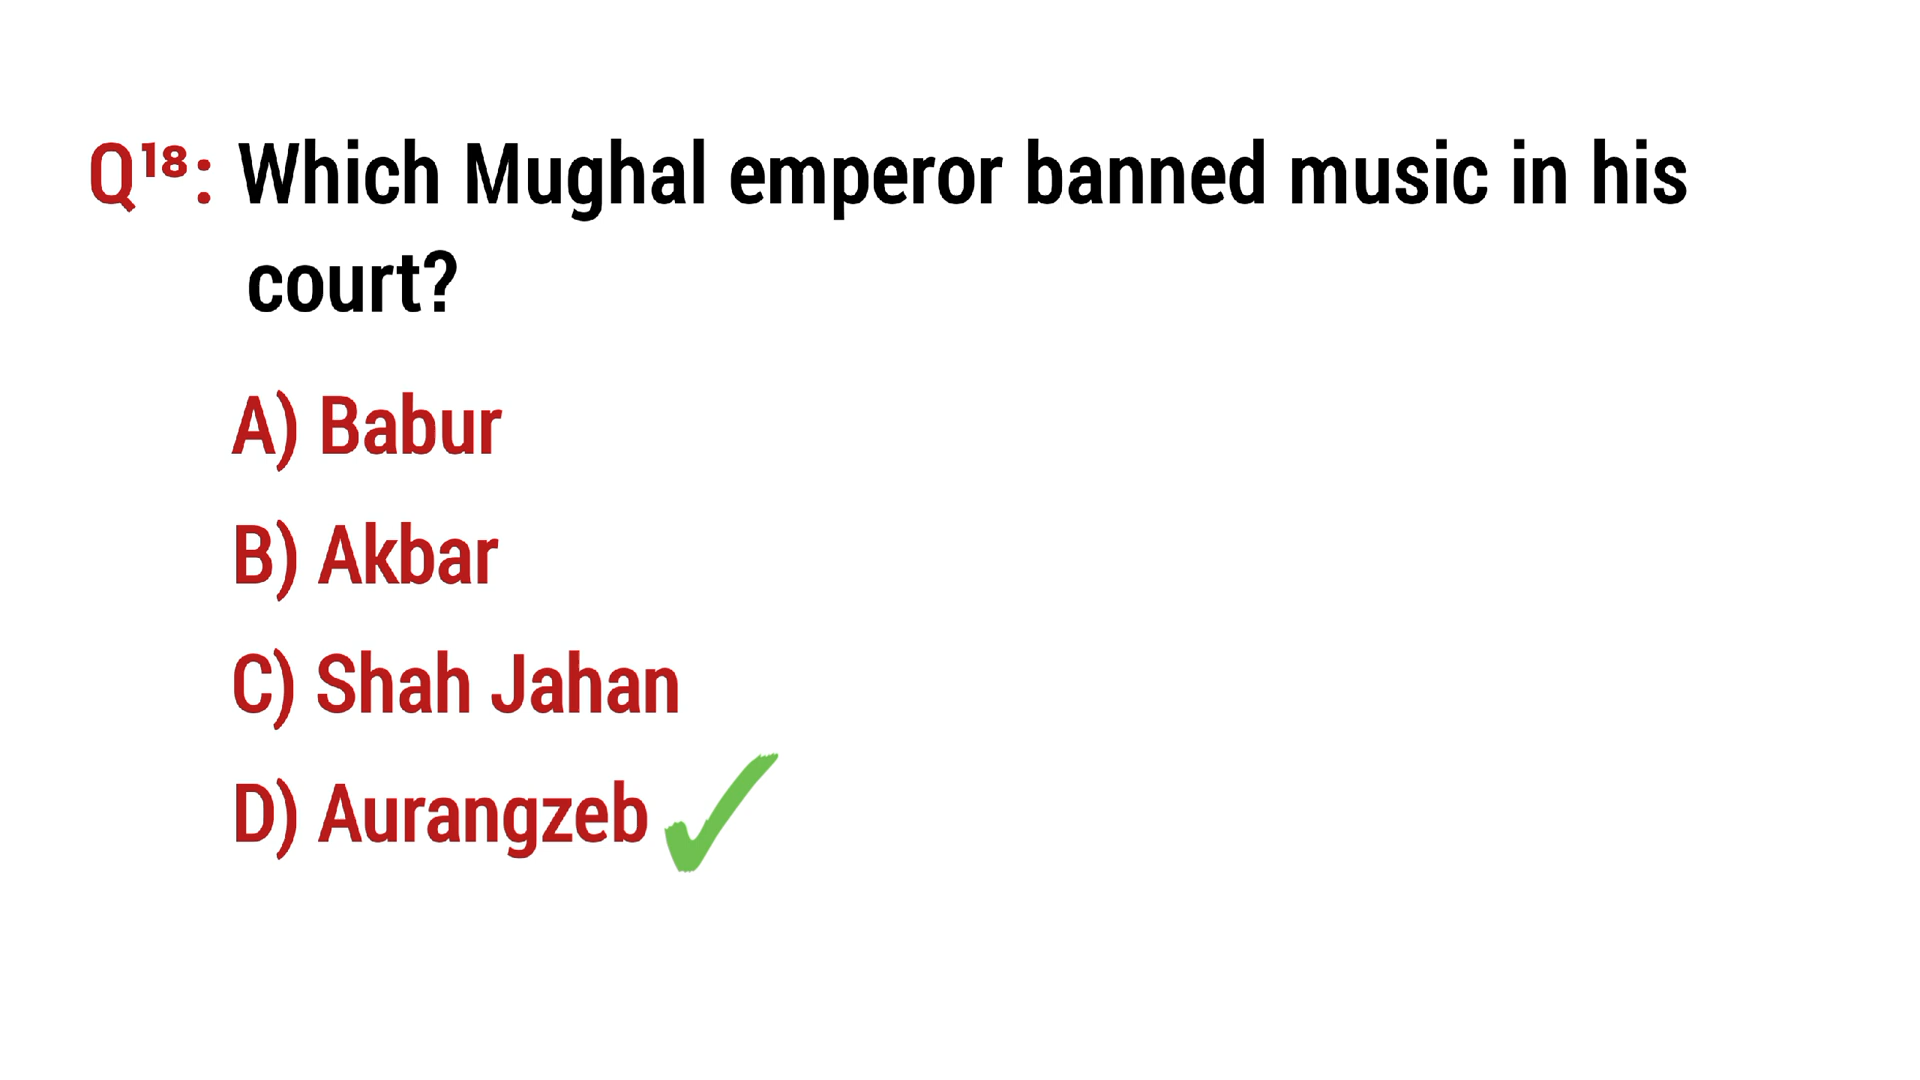 Q¹⁸: Which Mughal emperor banned music in his
court?
A) Babur
B) Akbar
C) Shah Jahan
D) Aurangzeb